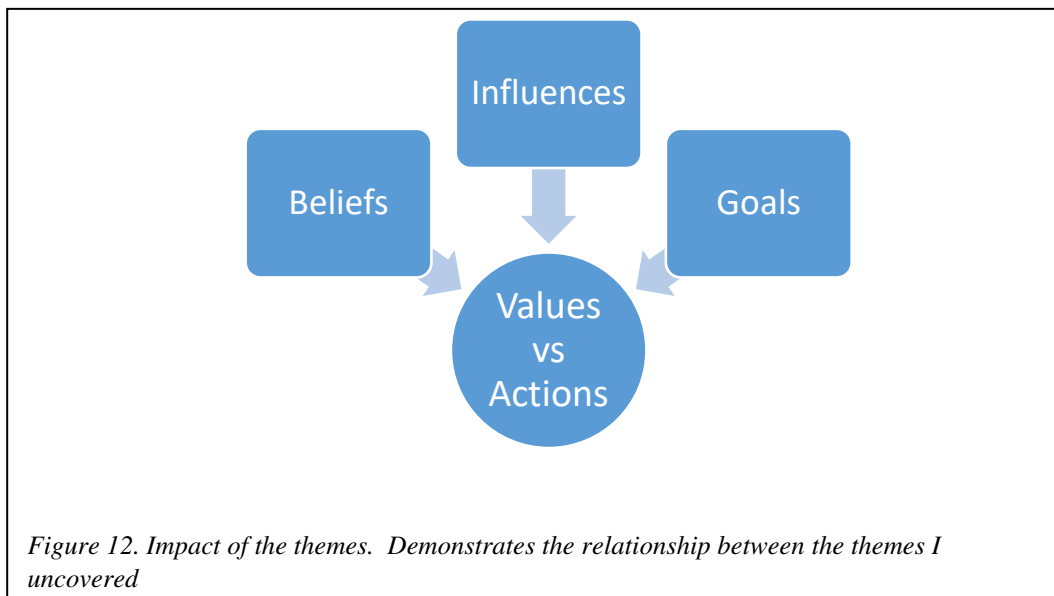 Influences
Beliefs
Goals
Values
vs
Actions
Figure 12. Impact of the themes.  Demonstrates the relationship between the themes I
uncovered